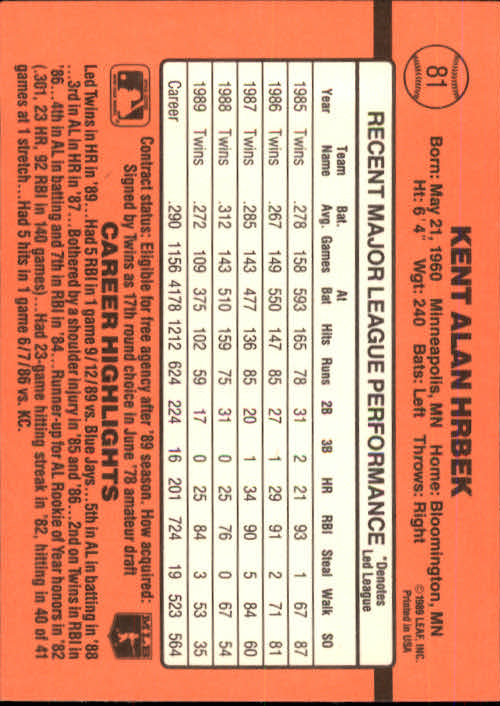 81
KENT ALAN HRBEK
Born: May 21, 1960 Minneapolis, MN Home: Bloomington, MN
Ht: 6' 4" Wgt: 240 Bats: Left Throws: Right
© 1989 LEAF, INC.
Printed in USA
RECENT MAJOR LEAGUE PERFORMANCE *Denotes Led League
Year Team Name Bat. Avg. Games At Bat Hits Runs 2B 3B HR RBI Steal Walk SO
1985 Twins .278 158 593 165 78 31 2 21 93 1 67 87
1986 Twins .267 149 550 147 85 27 1 29 91 2 71 81
1987 Twins .285 143 477 136 85 20 1 34 90 5 84 60
1988 Twins .312 143 510 159 75 31 0 25 76 0 67 54
1989 Twins .272 109 375 102 59 17 0 25 84 3 53 35
Career .290 1156 4178 1212 624 224 16 201 724 19 523 564
Contract status: Eligible for free agency after '89 season. How acquired:
Signed by Twins as 17th round choice in June '78 amateur draft
MLB
CAREER HIGHLIGHTS
Led Twins in HR in '89...Had 5 RBI in 1 game 9/12/89 vs. Blue Jays...5th in AL in batting in '88
...3rd in AL in HR in '87...Bothered by a shoulder injury in '85 and '86...2nd on Twins in RBI in
'86...4th in AL in batting and 7th in RBI in '84...Runner-up for AL Rookie of Year honors in '82
(.301, 23 HR, 92 RBI in 140 games)...Had 23-game hitting streak in '82, hitting in 40 of 41
games at 1 stretch...Had 5 hits in 1 game 6/7/86 vs. KC.